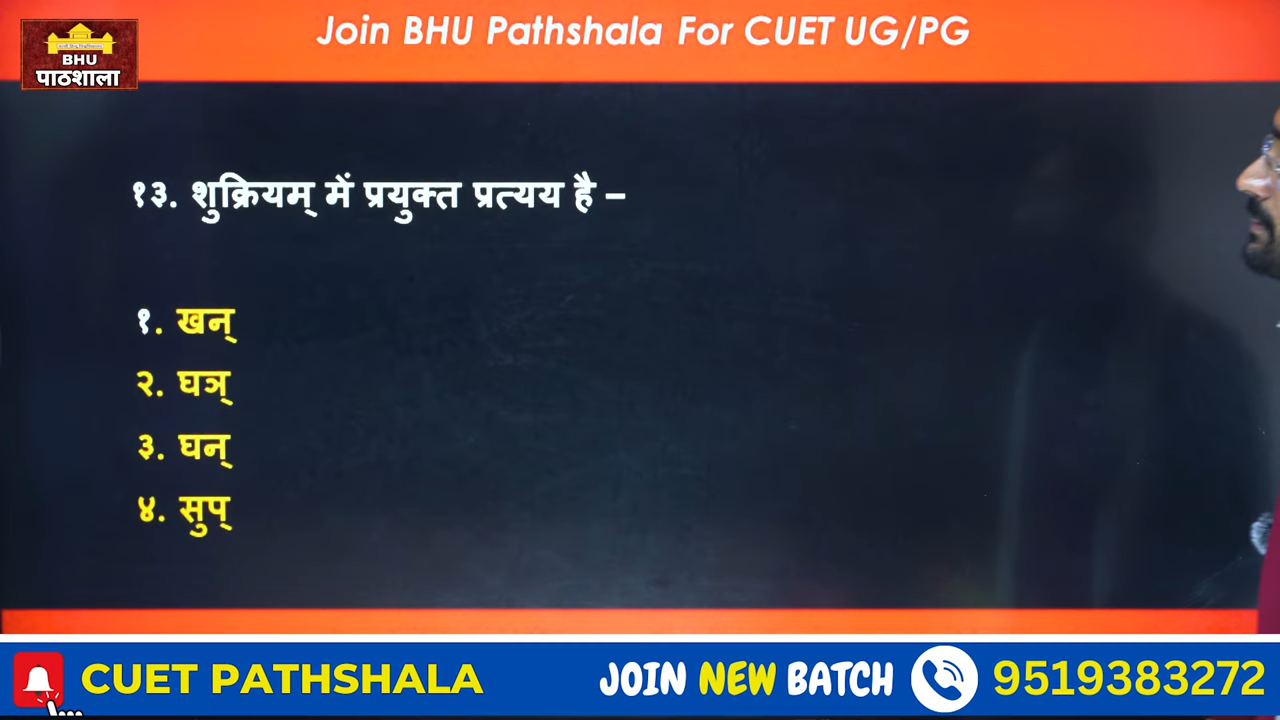 Join BHU Pathshala For CUET UG/PG
BHU
पाठशाला
१३. शुक्रियम् में प्रयुक्त प्रत्यय है –
१. खन्
२. घञ्
३. घन्
४. सुप्
CUET PATHSHALA
JOIN NEW BATCH
9519383272